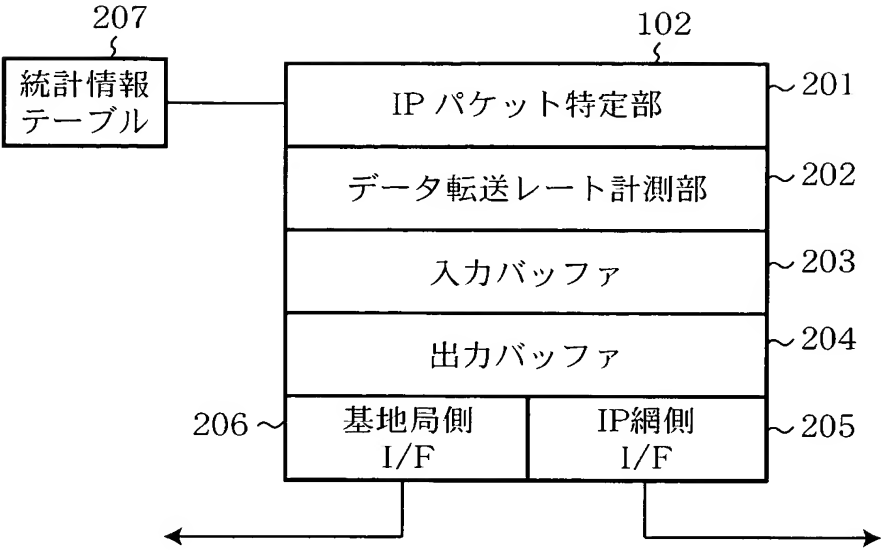 207
統計情報
テーブル
102
IP パケット特定部
201
データ転送レート計測部
202
入力バッファ
203
出力バッファ
204
206
基地局側
I/F
IP網側
I/F
205